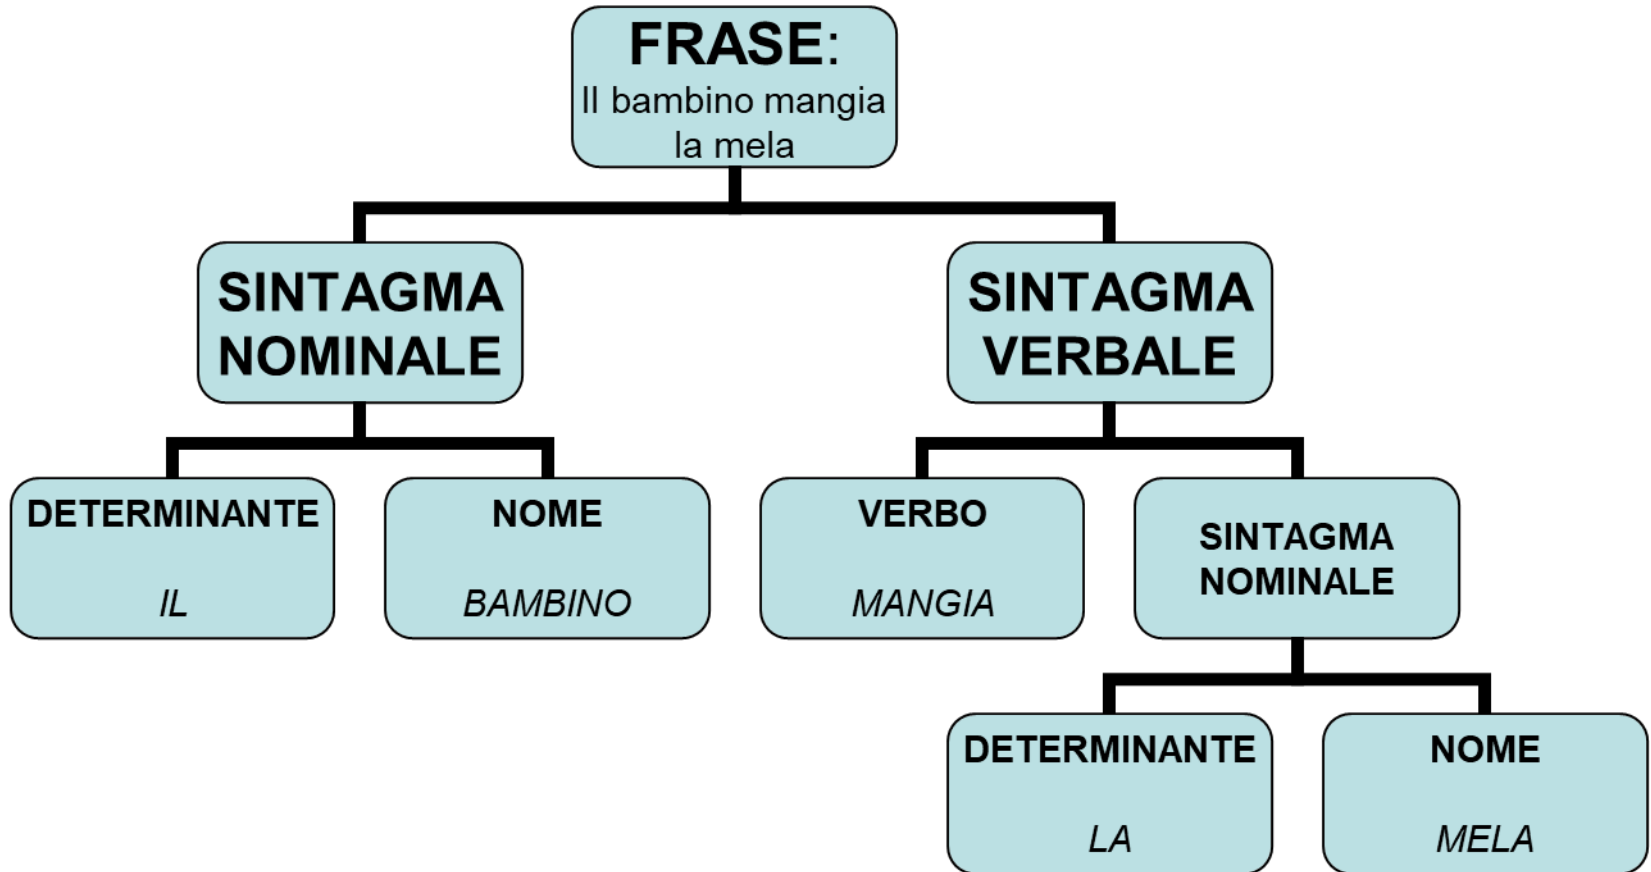 FRASE:
Il bambino mangia
la mela
SINTAGMA
NOMINALE
SINTAGMA
VERBALE
DETERMINANTE
IL
NOME
BAMBINO
VERBO
MANGIA
SINTAGMA
NOMINALE
DETERMINANTE
LA
NOME
MELA